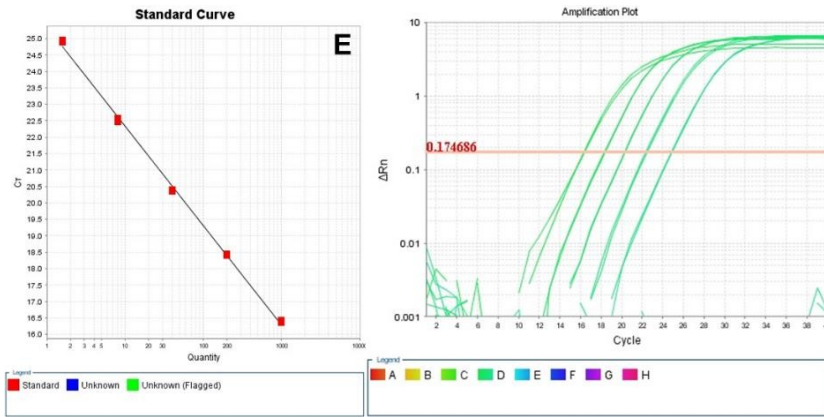 Standard Curve
E
25.0
24.5
24.0
23.5
23.0
22.5
22.0
21.5
21.0
20.5
20.0
19.5
19.0
18.5
18.0
17.5
17.0
16.5
16.0
Cт
1 2 3 4 5 10 20 30 100 200 1000 1000
Quantity
Legend
Standard Unknown Unknown (Flagged)
Amplification Plot
10
1
0.174686
0.1
0.01
0.001
ΔRn
2 4 6 8 10 12 14 16 18 20 22 24 26 28 30 32 34 36 38 4
Cycle
Legend
A B C D E F G H